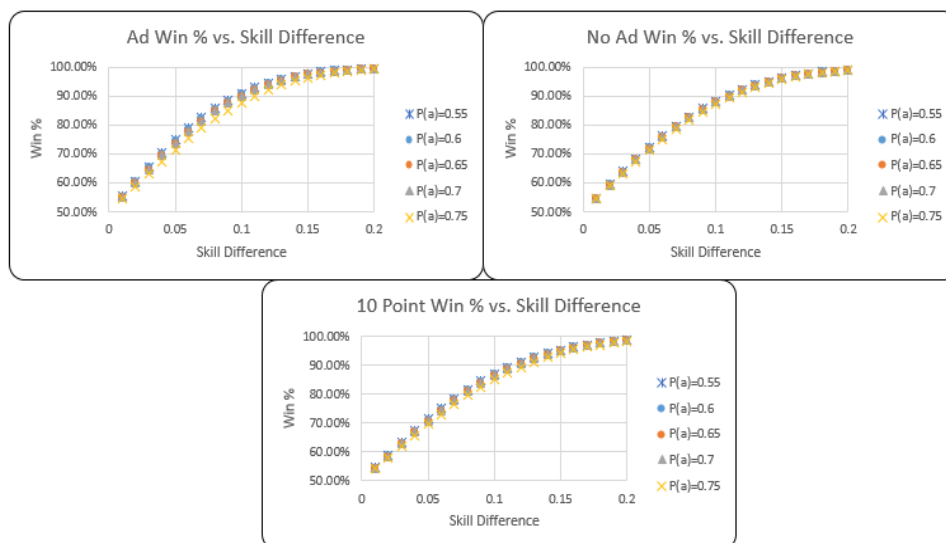 Ad Win % vs. Skill Difference
100.00%
90.00%
80.00%
70.00%
60.00%
50.00%
Win %
0 0.05 0.1 0.15 0.2
Skill Difference
P(a)=0.55
P(a)=0.6
P(a)=0.65
P(a)=0.7
P(a)=0.75
No Ad Win % vs. Skill Difference
100.00%
90.00%
80.00%
70.00%
60.00%
50.00%
Win %
0 0.05 0.1 0.15 0.2
Skill Difference
P(a)=0.55
P(a)=0.6
P(a)=0.65
P(a)=0.7
P(a)=0.75
10 Point Win % vs. Skill Difference
100.00%
90.00%
80.00%
70.00%
60.00%
50.00%
Win %
0 0.05 0.1 0.15 0.2
Skill Difference
P(a)=0.55
P(a)=0.6
P(a)=0.65
P(a)=0.7
P(a)=0.75